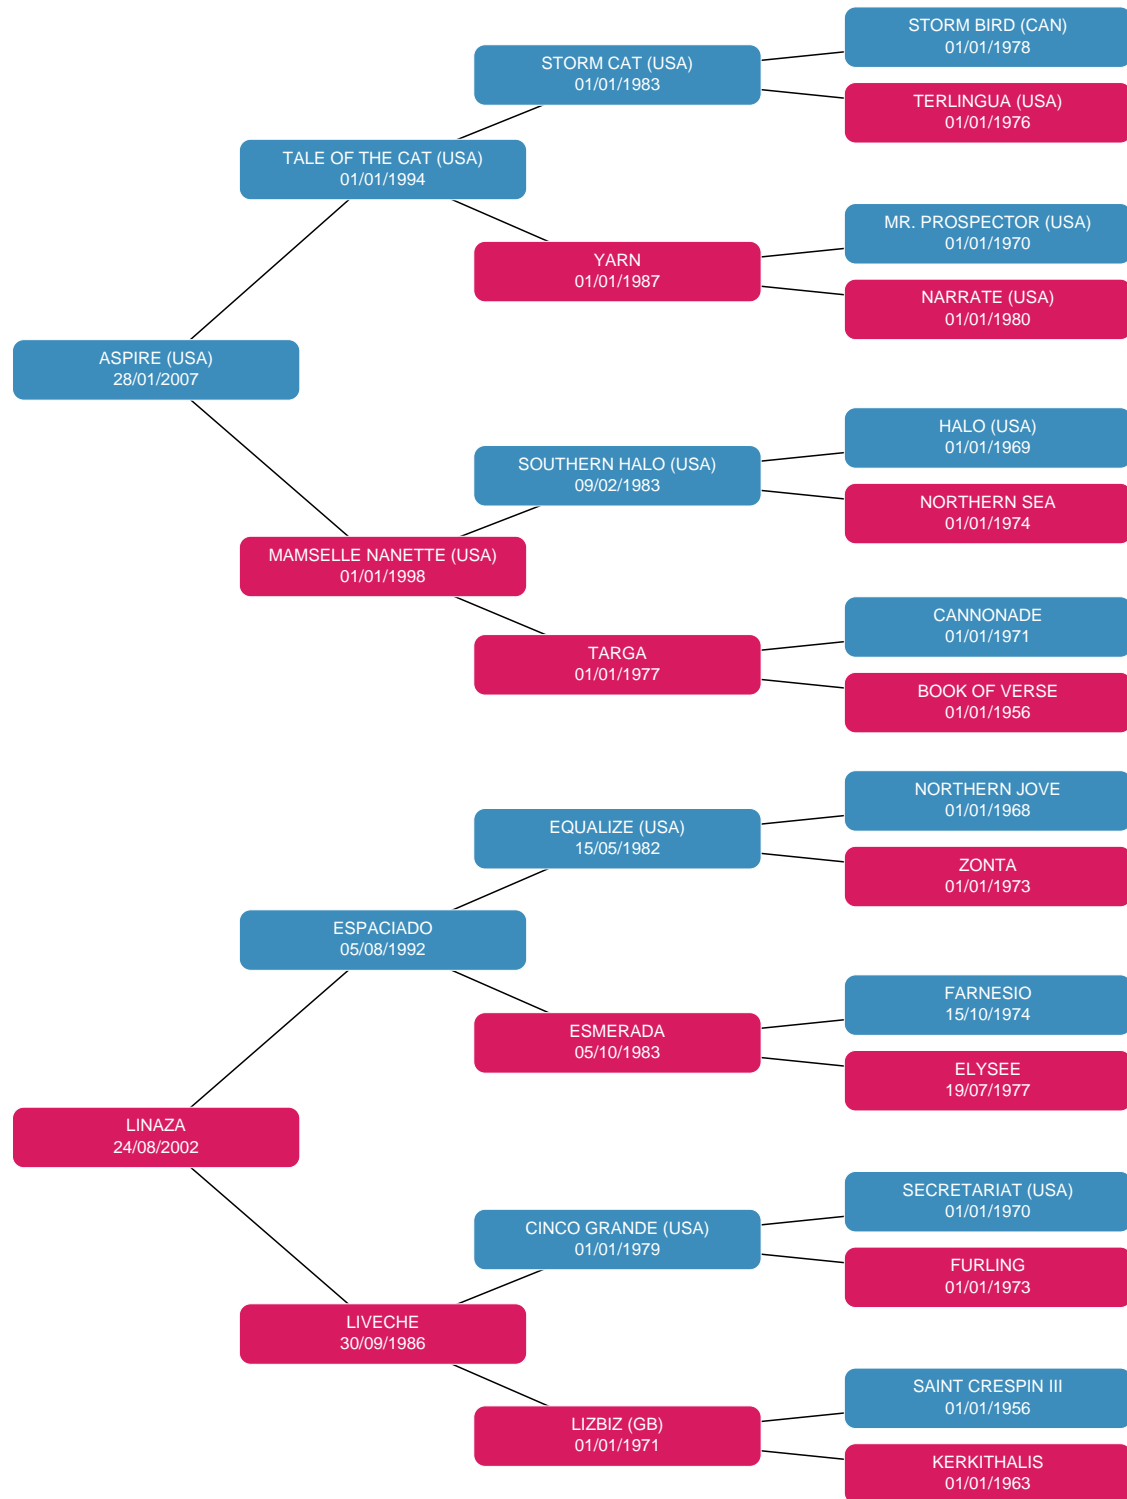 STORM BIRD (CAN)
01/01/1978
STORM CAT (USA)
01/01/1983
TERLINGUA (USA)
01/01/1976
TALE OF THE CAT (USA)
01/01/1994
MR. PROSPECTOR (USA)
01/01/1970
YARN
01/01/1987
NARRATE (USA)
01/01/1980
ASPIRE (USA)
28/01/2007
HALO (USA)
01/01/1969
SOUTHERN HALO (USA)
09/02/1983
NORTHERN SEA
01/01/1974
MAMSELLE NANETTE (USA)
01/01/1998
CANNONADE
01/01/1971
TARGA
01/01/1977
BOOK OF VERSE
01/01/1956
NORTHERN JOVE
01/01/1968
EQUALIZE (USA)
15/05/1982
ZONTA
01/01/1973
ESPACIADO
05/08/1992
FARNESIO
15/10/1974
ESMERADA
05/10/1983
ELYSEE
19/07/1977
LINAZA
24/08/2002
SECRETARIAT (USA)
01/01/1970
CINCO GRANDE (USA)
01/01/1979
FURLING
01/01/1973
LIVECHE
30/09/1986
SAINT CRESPIN III
01/01/1956
LIZBIZ (GB)
01/01/1971
KERKITHALIS
01/01/1963